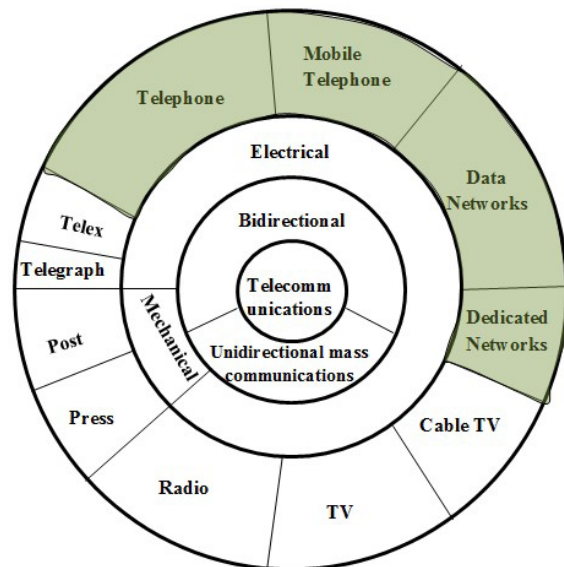 Mobile
Telephone
Telephone
Electrical
Data
Networks
Bidirectional
Telex
Telegraph
Telecomm
unications
Mechanical
Post
Dedicated
Networks
Unidirectional mass
communications
Press
Cable TV
Radio
TV